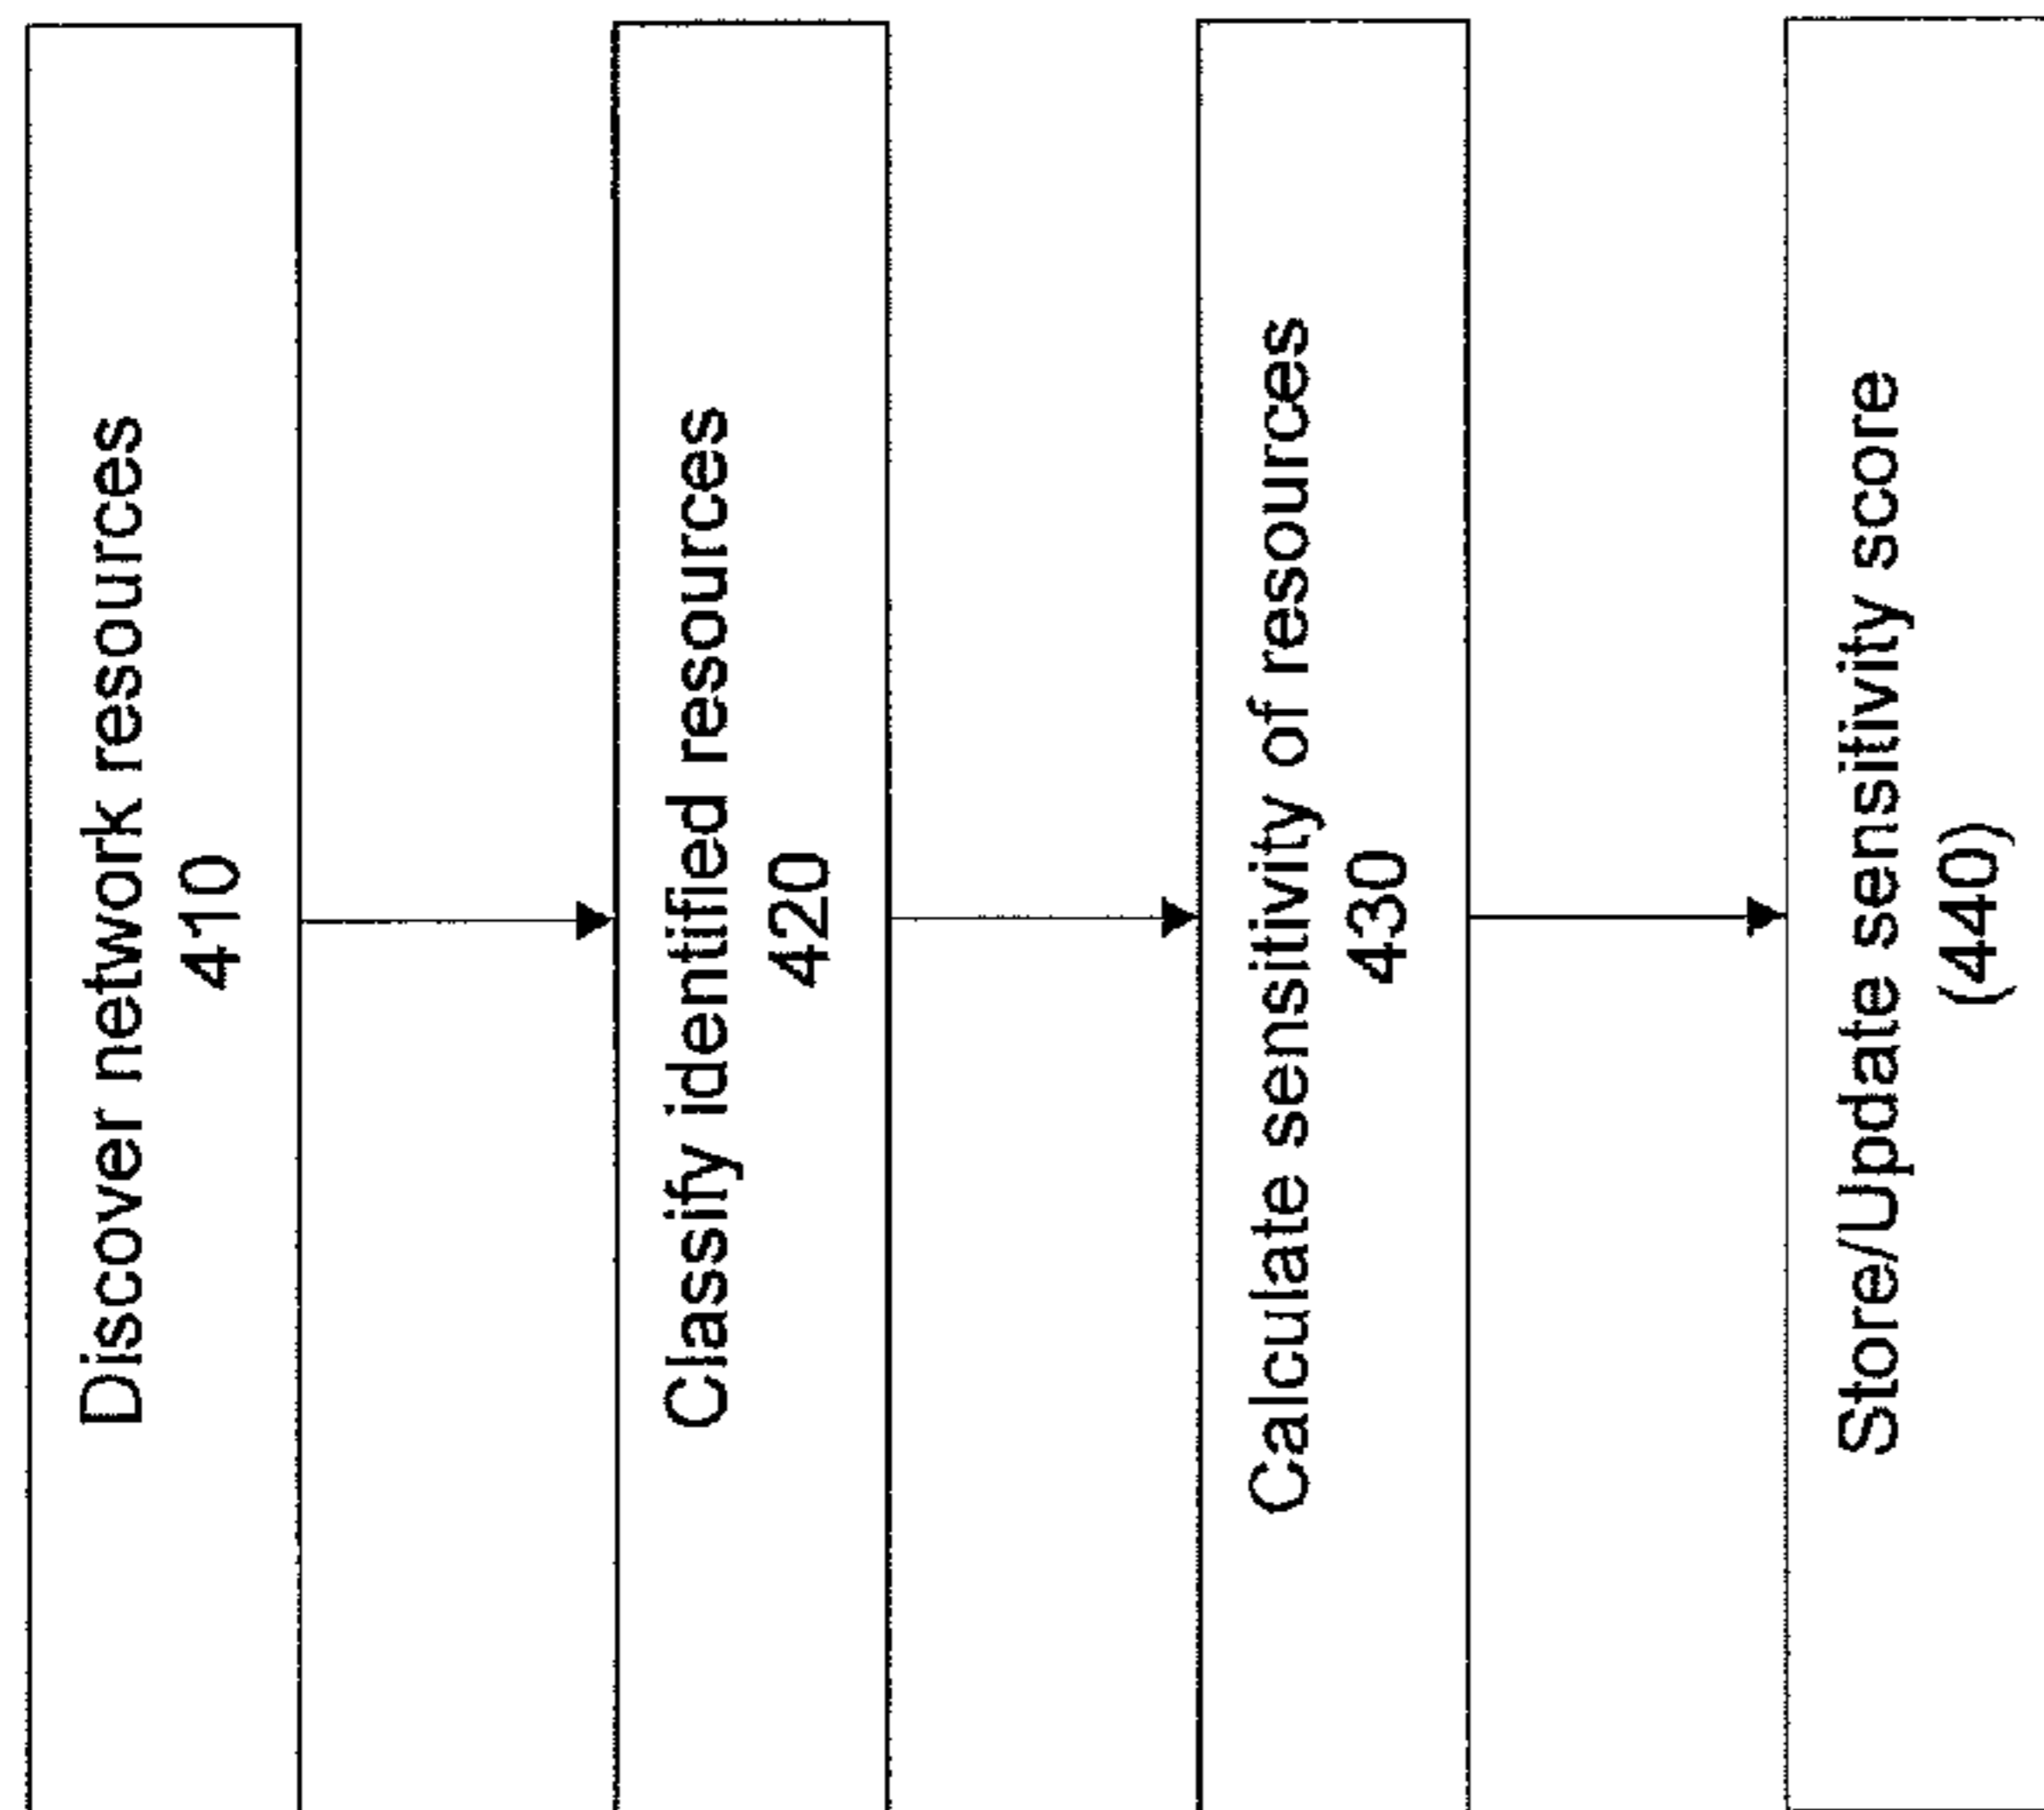 Discover network resources
410
Classify identified resources
420
Calculate sensitivity of resources
430
Store/Update sensitivity score
(440)